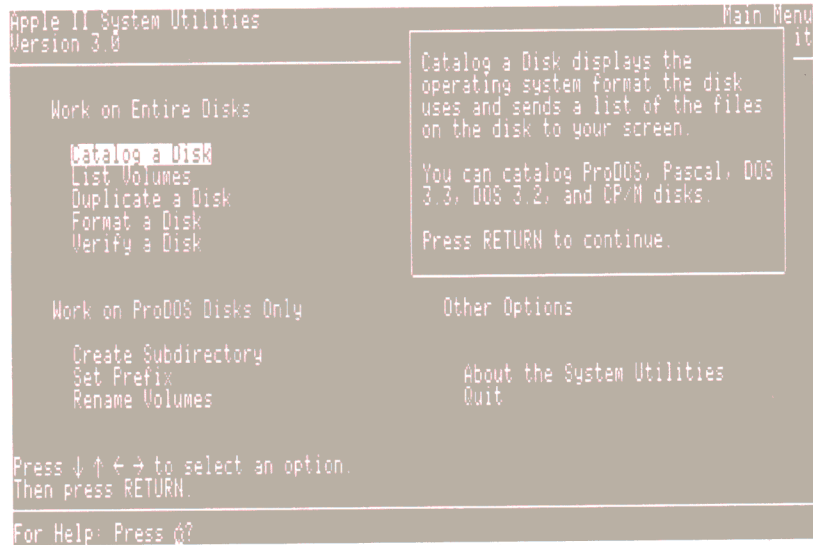 Apple II System Utilities
Main Menu
Version 3.0
it
Catalog a Disk displays the
operating system format the disk
uses and sends a list of the files
on the disk to your screen.
You can catalog ProDOS, Pascal, DOS
3.3, DOS 3.2, and CP/M disks.
Press RETURN to continue.
Work on Entire Disks
Catalog a Disk
List Volumes
Duplicate a Disk
Format a Disk
Verify a Disk
Work on ProDOS Disks Only
Create Subdirectory
Set Prefix
Rename Volumes
Other Options
About the System Utilities
Quit
Press ↓ ↑ ← → to select an option.
Then press RETURN.
For Help: Press ?